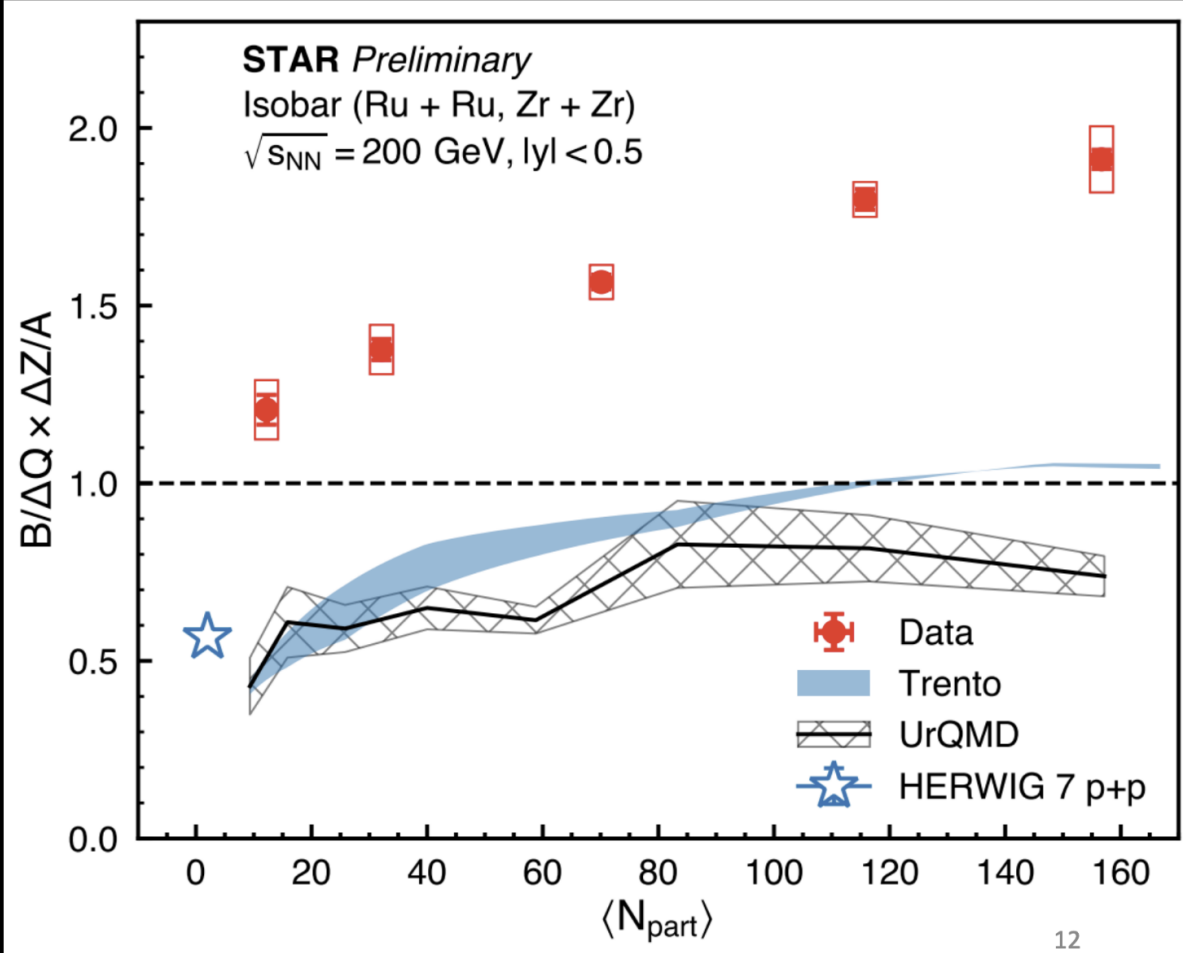 STAR Preliminary
Isobar (Ru + Ru, Zr + Zr)
√sNN = 200 GeV, |y| < 0.5
2.0
1.5
1.0
0.5
0.0
B/ΔQ × ΔZ/A
Data
Trento
UrQMD
HERWIG 7 p+p
0 20 40 60 80 100 120 140 160
⟨Npart⟩
12